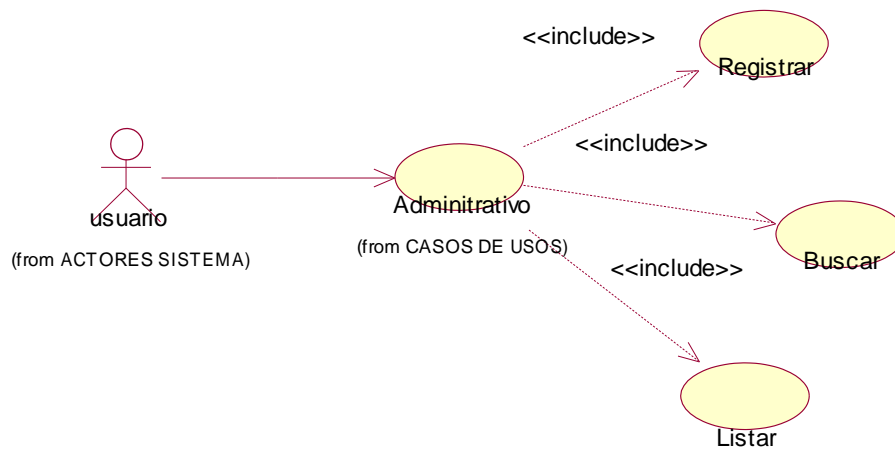 <<include>>
Registrar
<<include>>
usuario
(from ACTORES SISTEMA)
Adminitrativo
(from CASOS DE USOS)
Buscar
<<include>>
Listar